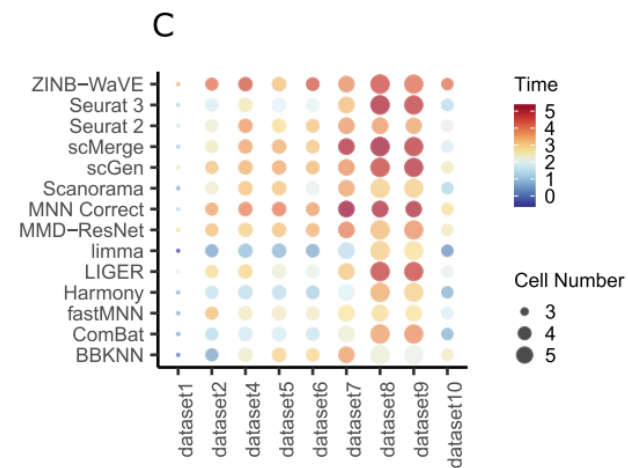 C
ZINB−WaVE
Seurat 3
Seurat 2
scMerge
scGen
Scanorama
MNN Correct
MMD−ResNet
limma
LIGER
Harmony
fastMNN
ComBat
BBKNN
dataset1
dataset2
dataset4
dataset5
dataset6
dataset7
dataset8
dataset9
dataset10
Time
5
4
3
2
1
0
Cell Number
3
4
5